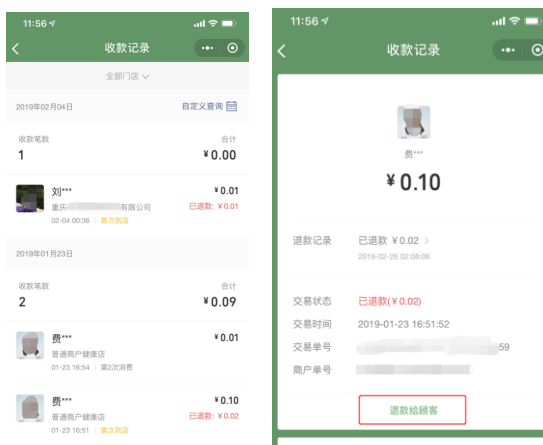 11:56
收款记录
全部门店
2019年02月04日 自定义查询
收款笔数 合计
1 ¥0.00
刘*** ¥0.01
重庆 有限公司 已退款: ¥0.01
02-04 00:36 | 首次到店
2019年01月23日
收款笔数 合计
2 ¥0.09
费*** ¥0.01
普通商户健康店
01-23 16:54 | 第2次消费
费*** ¥0.10
普通商户健康店 已退款: ¥0.02
01-23 16:51 | 首次到店
11:56
收款记录
费***
¥0.10
退款记录 已退款 ¥0.02 >
2019-02-26 02:08:06
交易状态 已退款(¥0.02)
交易时间 2019-01-23 16:51:52
交易单号 59
商户单号
退款给顾客